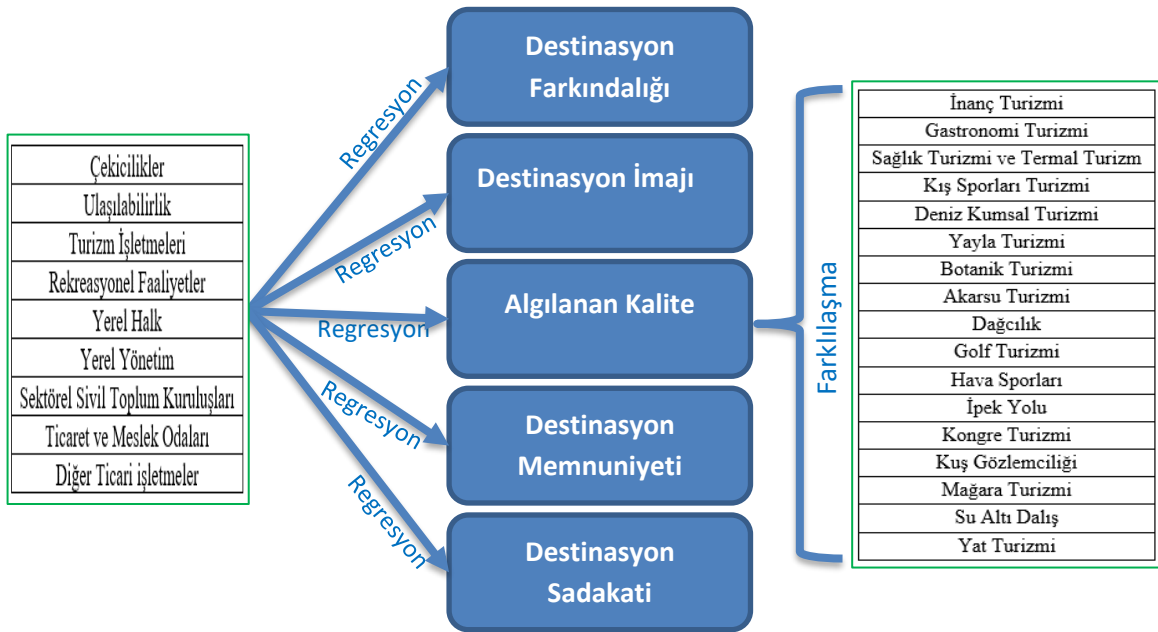 Çekicilikler
Ulaşılabilirlik
Turizm İşletmeleri
Rekreasyonel Faaliyetler
Yerel Halk
Yerel Yönetim
Sektörel Sivil Toplum Kuruluşları
Ticaret ve Meslek Odaları
Diğer Ticari işletmeler
Regresyon
Regresyon
Regresyon
Regresyon
Regresyon
Destinasyon
Farkındalığı
Destinasyon İmajı
Algılanan Kalite
Destinasyon
Memnuniyeti
Destinasyon
Sadakati
Farklılaşma
İnanç Turizmi
Gastronomi Turizmi
Sağlık Turizmi ve Termal Turizm
Kış Sporları Turizmi
Deniz Kumsal Turizmi
Yayla Turizmi
Botanik Turizmi
Akarsu Turizmi
Dağcılık
Golf Turizmi
Hava Sporları
İpek Yolu
Kongre Turizmi
Kuş Gözlemciliği
Mağara Turizmi
Su Altı Dalış
Yat Turizmi